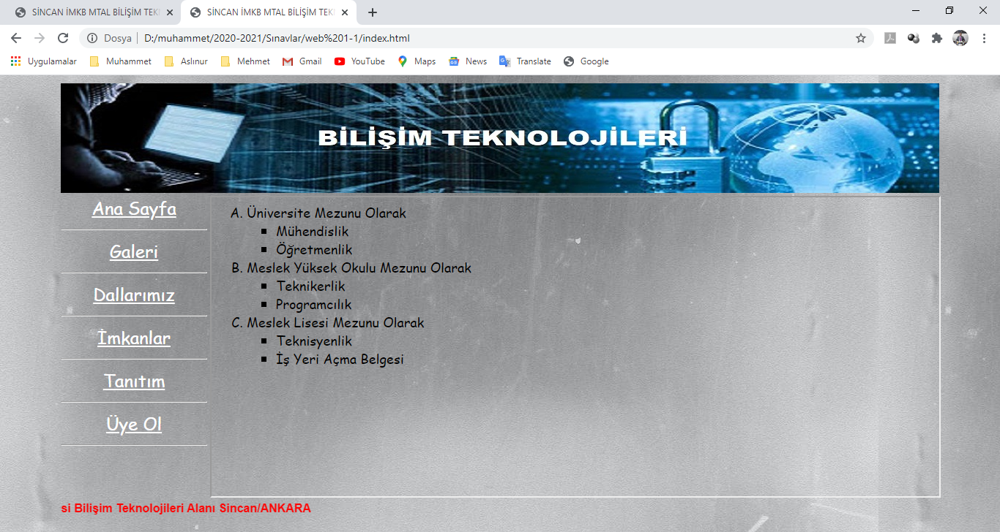 SİNCAN İMKB MTAL BİLİŞİM TEK
SİNCAN İMKB MTAL BİLİŞİM TEK
Dosya D:/muhammet/2020-2021/Sınavlar/web%201-1/index.html
Uygulamalar Muhammet Aslınur Mehmet Gmail YouTube Maps News Translate Google
BİLİŞİM TEKNOLOJİLERİ
Ana Sayfa
Galeri
Dallarımız
İmkanlar
Tanıtım
Üye Ol
A. Üniversite Mezunu Olarak
Mühendislik
Öğretmenlik
B. Meslek Yüksek Okulu Mezunu Olarak
Teknikerlik
Programcılık
C. Meslek Lisesi Mezunu Olarak
Teknisyenlik
İş Yeri Açma Belgesi
si Bilişim Teknolojileri Alanı Sincan/ANKARA